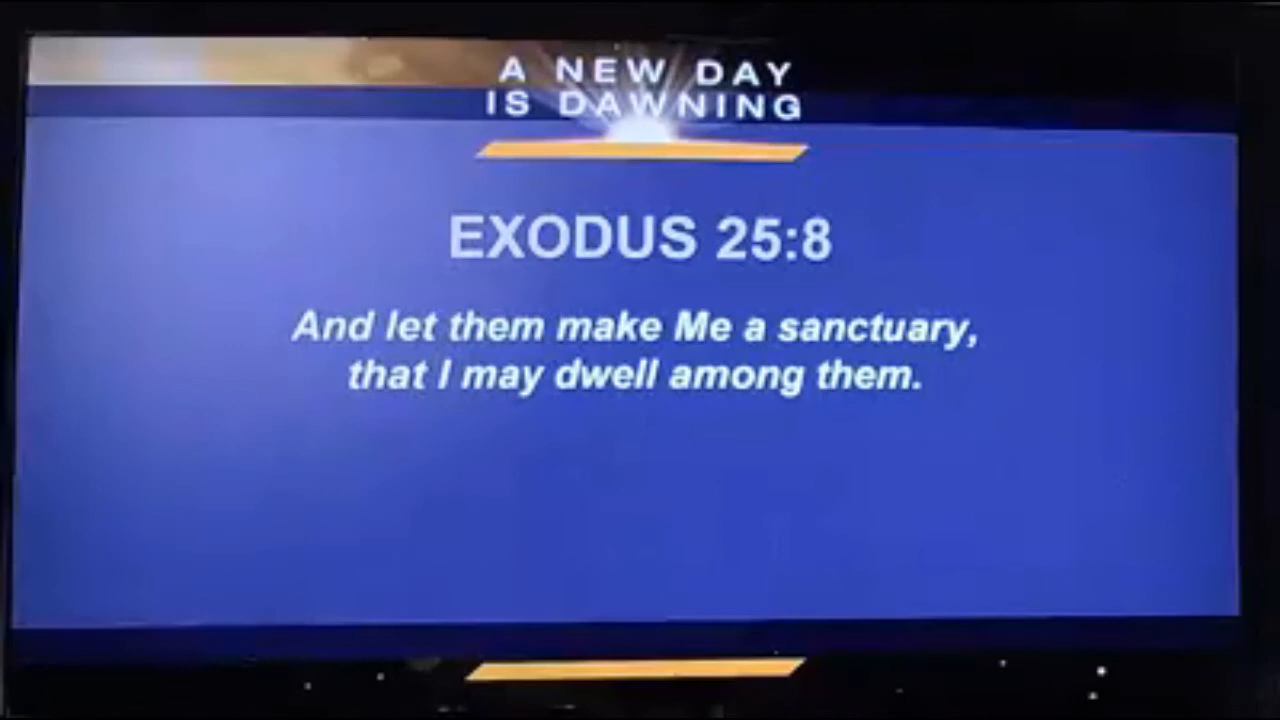 A NEW DAY
IS DAWNING
EXODUS 25:8
And let them make Me a sanctuary,
that I may dwell among them.